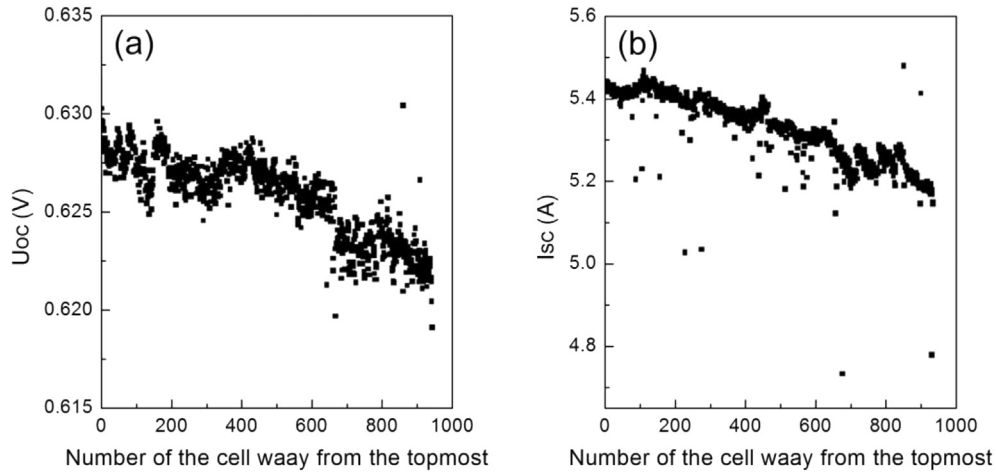 (a)
Uoc (V)
0.635
0.630
0.625
0.620
0.615
0 200 400 600 800 1000
Number of the cell waay from the topmost
(b)
Isc (A)
5.6
5.4
5.2
5.0
4.8
0 200 400 600 800 1000
Number of the cell waay from the topmost